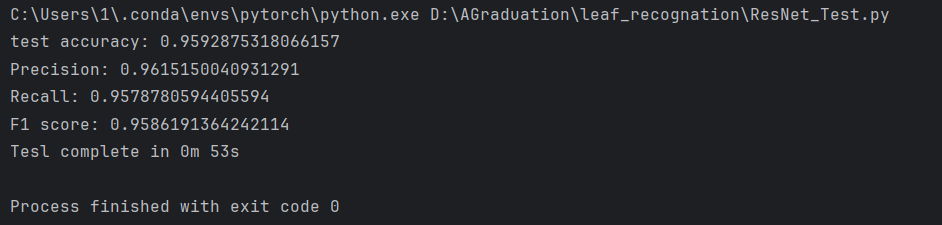 C:\Users\1\.conda\envs\pytorch\python.exe D:\AGraduation\leaf_recognation\ResNet_Test.py
test accuracy: 0.9592875318066157
Precision: 0.9615150040931291
Recall: 0.9578780594405594
F1 score: 0.9586191364242114
Tesl complete in 0m 53s
Process finished with exit code 0